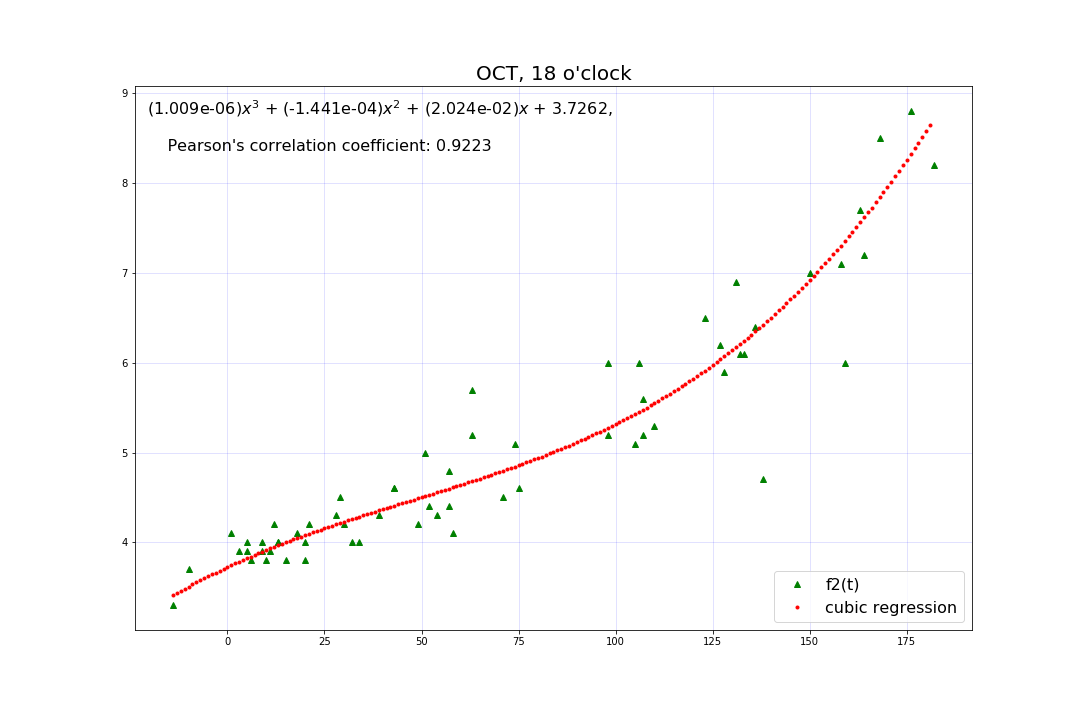 OCT, 18 o'clock
(1.009e-06)x³ + (-1.441e-04)x² + (2.024e-02)x + 3.7262,
Pearson's correlation coefficient: 0.9223
9
8
7
6
5
4
f2(t)
cubic regression
0 25 50 75 100 125 150 175